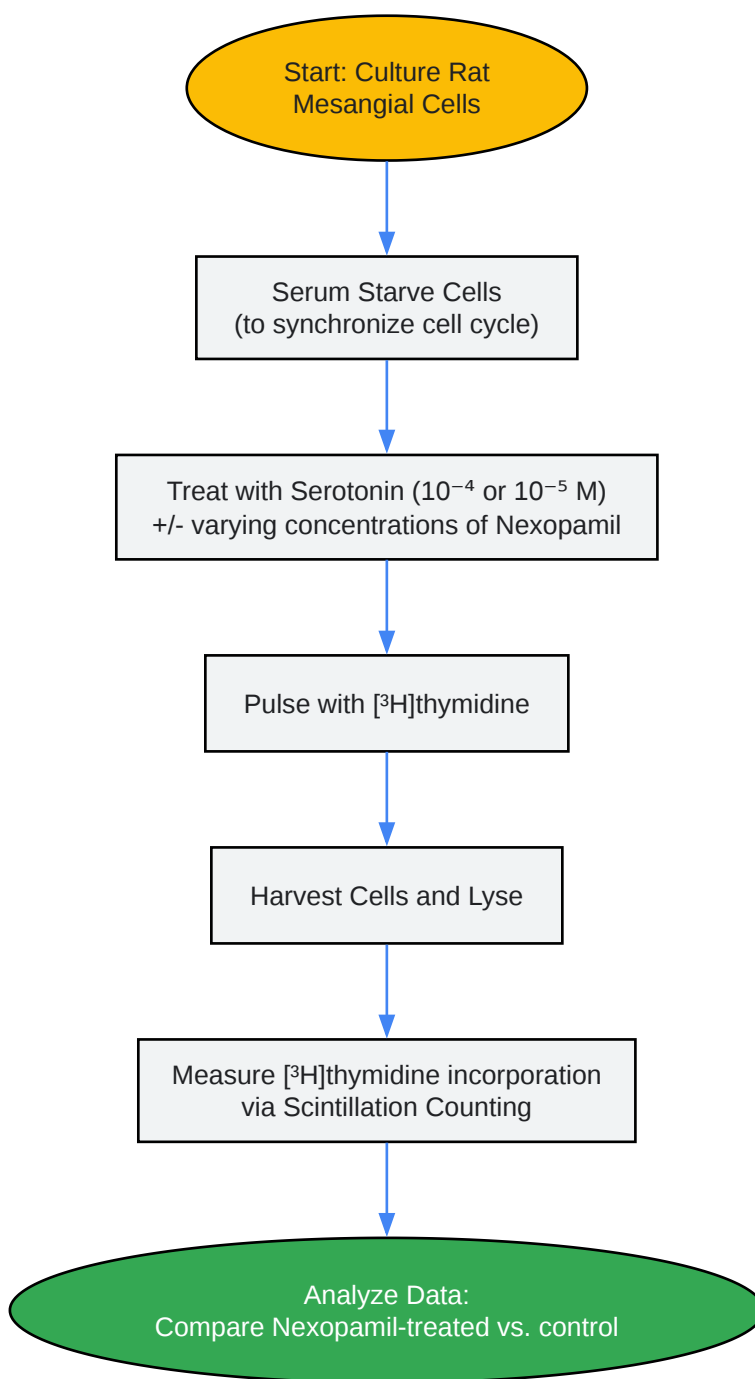 Start: Culture Rat
Mesangial Cells
Serum Starve Cells
(to synchronize cell cycle)
Treat with Serotonin (10⁻⁴ or 10⁻⁵ M)
+/- varying concentrations of Nexopamil
Pulse with [³H]thymidine
Harvest Cells and Lyse
Measure [³H]thymidine incorporation
via Scintillation Counting
Analyze Data:
Compare Nexopamil-treated vs. control